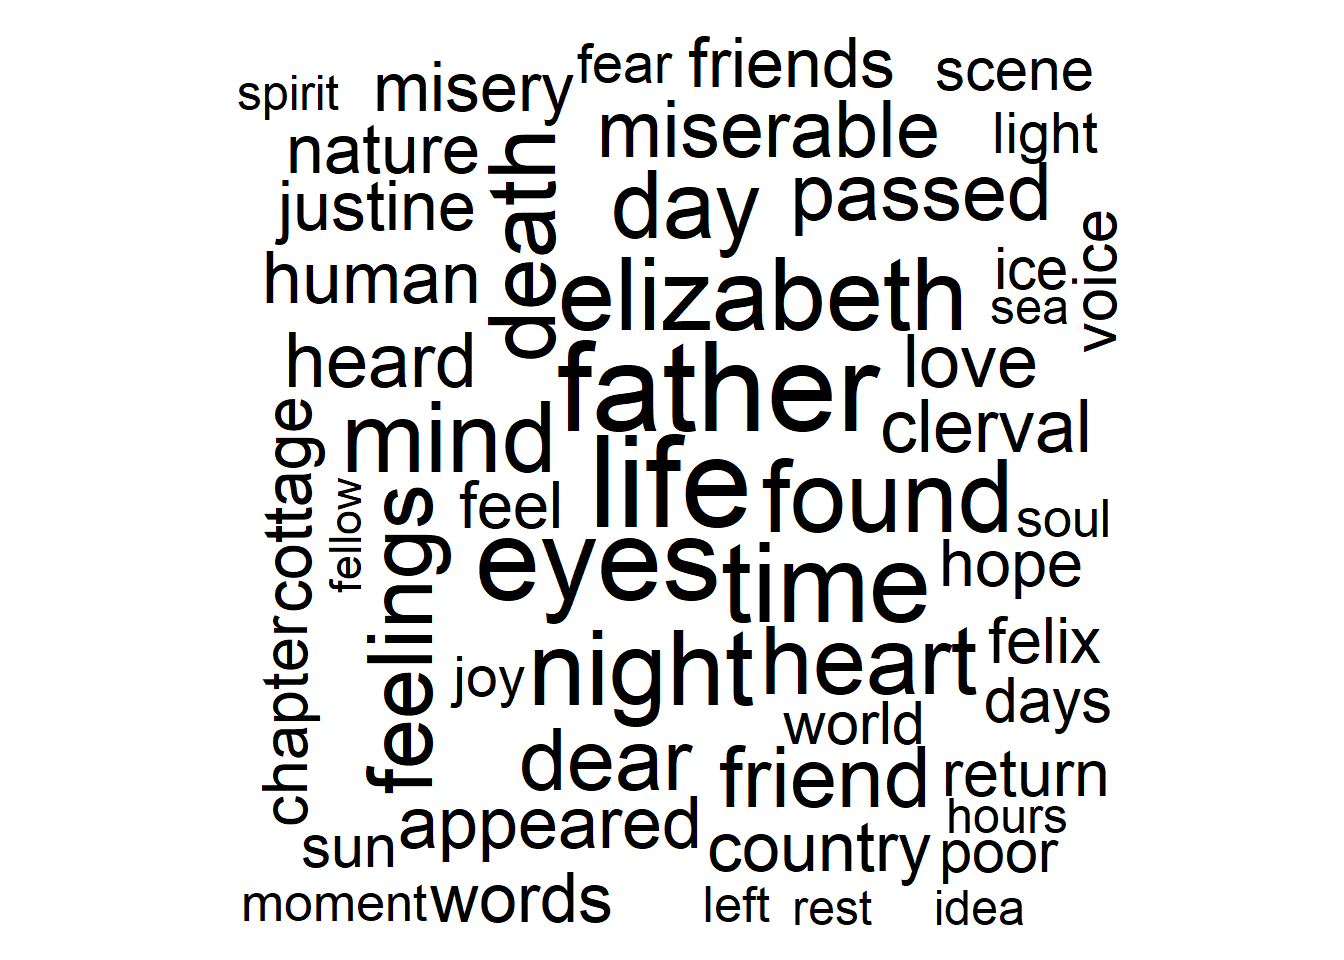 spirit
misery
fear
friends
scene
nature
death
miserable
light
justine
day
passed
voice
human
elizabeth
ice
sea
heard
father
love
cottage
mind
life
clerval
fellow
feelings
feel
found
soul
eyes
time
hope
chapter
joy
night
heart
felix
days
world
dear
friend
return
sun
appeared
country
hours
poor
moment
words
left
rest
idea